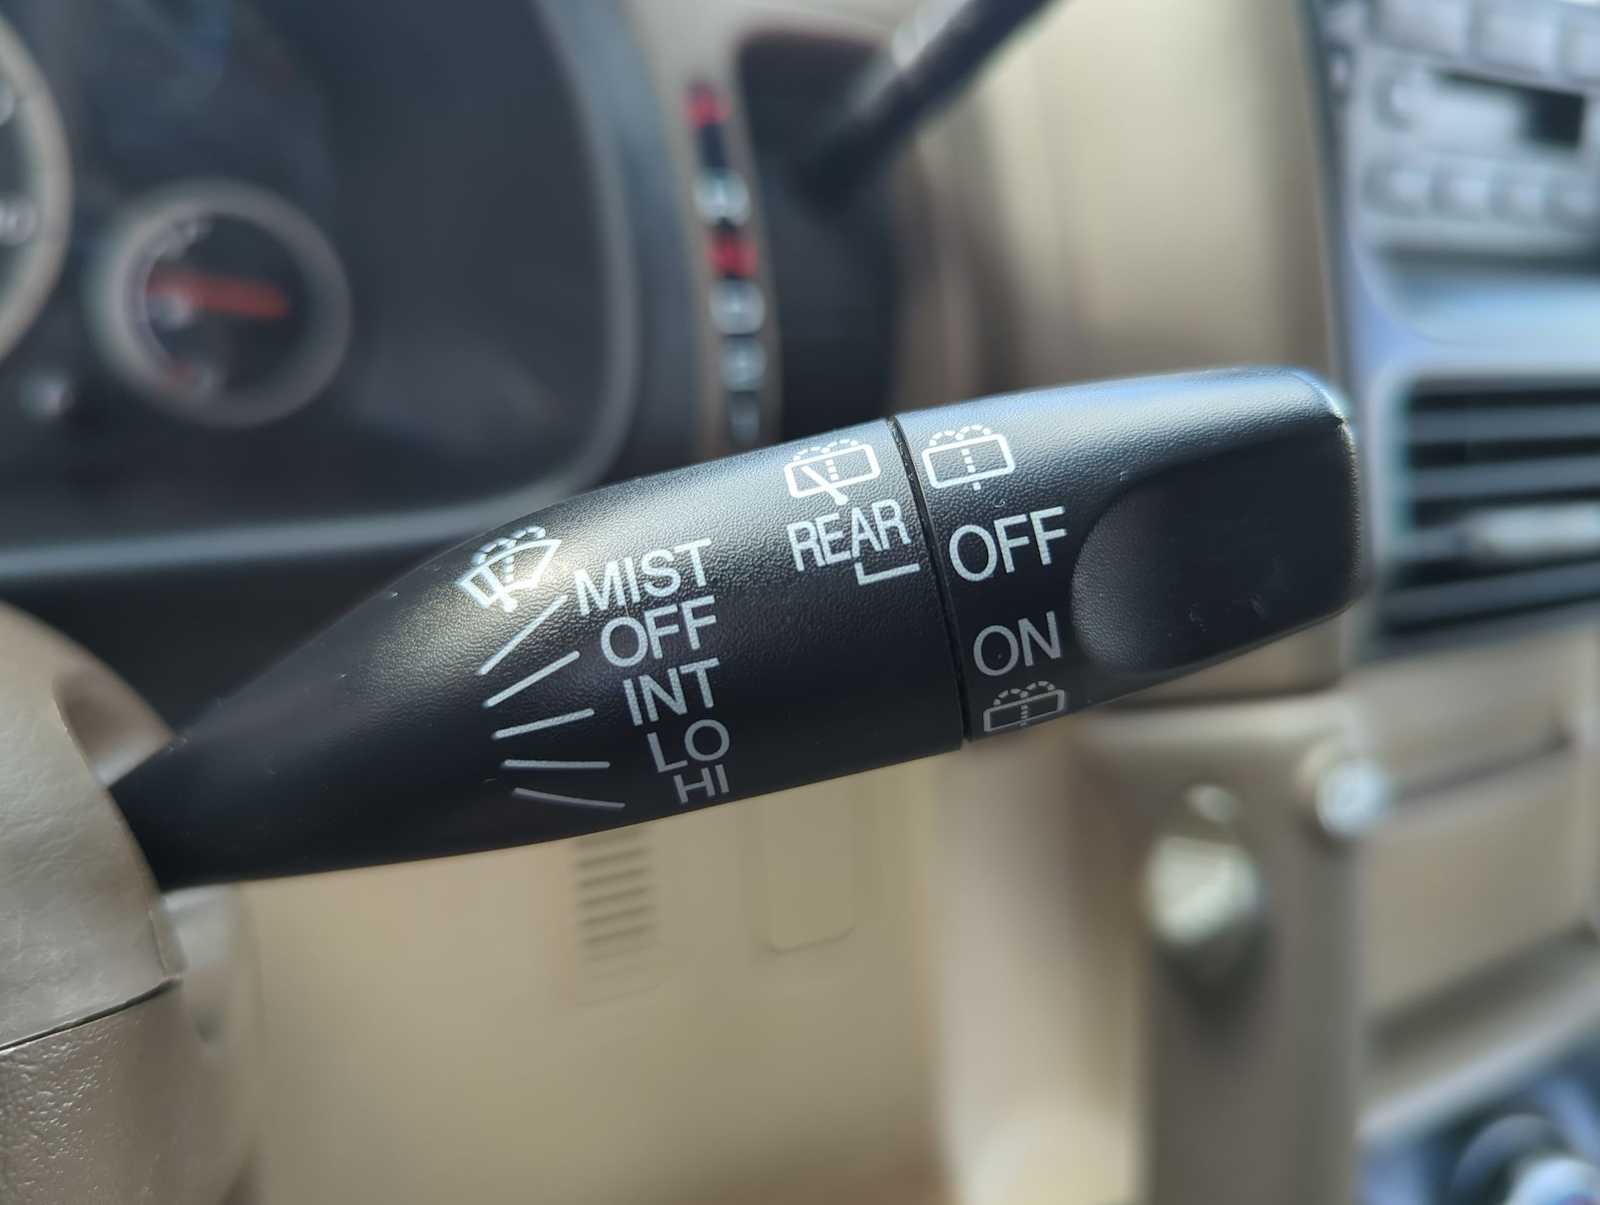 REAR
OFF
ON
MIST
OFF
INT
LO
HI